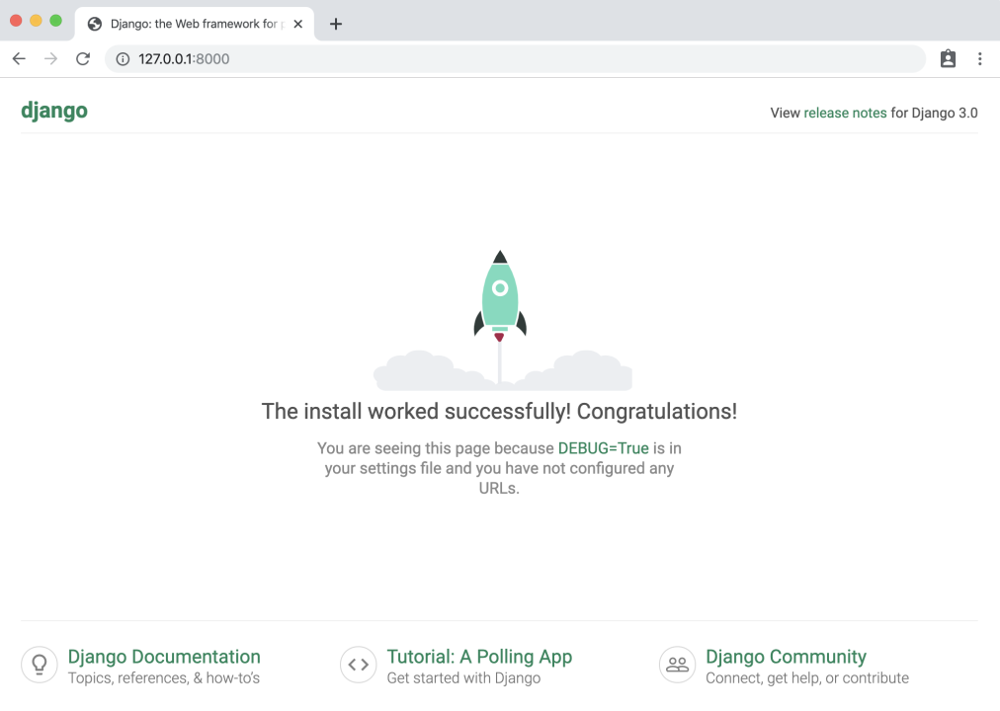 Django: the Web framework for
127.0.0.1:8000
django
View release notes for Django 3.0
The install worked successfully! Congratulations!
You are seeing this page because DEBUG=True is in
your settings file and you have not configured any
URLs.
Django Documentation
Topics, references, & how-to's
Tutorial: A Polling App
Get started with Django
Django Community
Connect, get help, or contribute